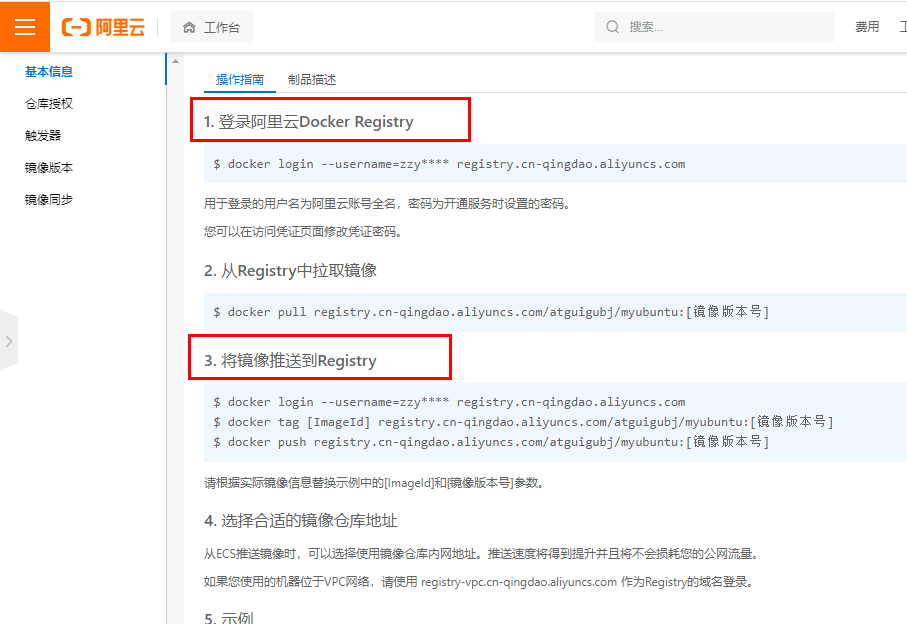 阿里云
工作台
搜索...
费用
基本信息
仓库授权
触发器
镜像版本
镜像同步
操作指南
制品描述
1. 登录阿里云Docker Registry
$ docker login --username=zzy**** registry.cn-qingdao.aliyuncs.com
用于登录的用户名为阿里云账号全名，密码为开通服务时设置的密码。
您可以在访问凭证页面修改凭证密码。
2. 从Registry中拉取镜像
$ docker pull registry.cn-qingdao.aliyuncs.com/atguigubj/myubuntu:[镜像版本号]
3. 将镜像推送到Registry
$ docker login --username=zzy**** registry.cn-qingdao.aliyuncs.com
$ docker tag [ImageId] registry.cn-qingdao.aliyuncs.com/atguigubj/myubuntu:[镜像版本号]
$ docker push registry.cn-qingdao.aliyuncs.com/atguigubj/myubuntu:[镜像版本号]
请根据实际镜像信息替换示例中的[ImageId]和[镜像版本号]参数。
4. 选择合适的镜像仓库地址
从ECS推送镜像时，可以选择使用镜像仓库内网地址。推送速度将得到提升并且将不会损耗您的公网流量。
如果您使用的机器位于VPC网络，请使用 registry-vpc.cn-qingdao.aliyuncs.com 作为Registry的域名登录。
5. 示例